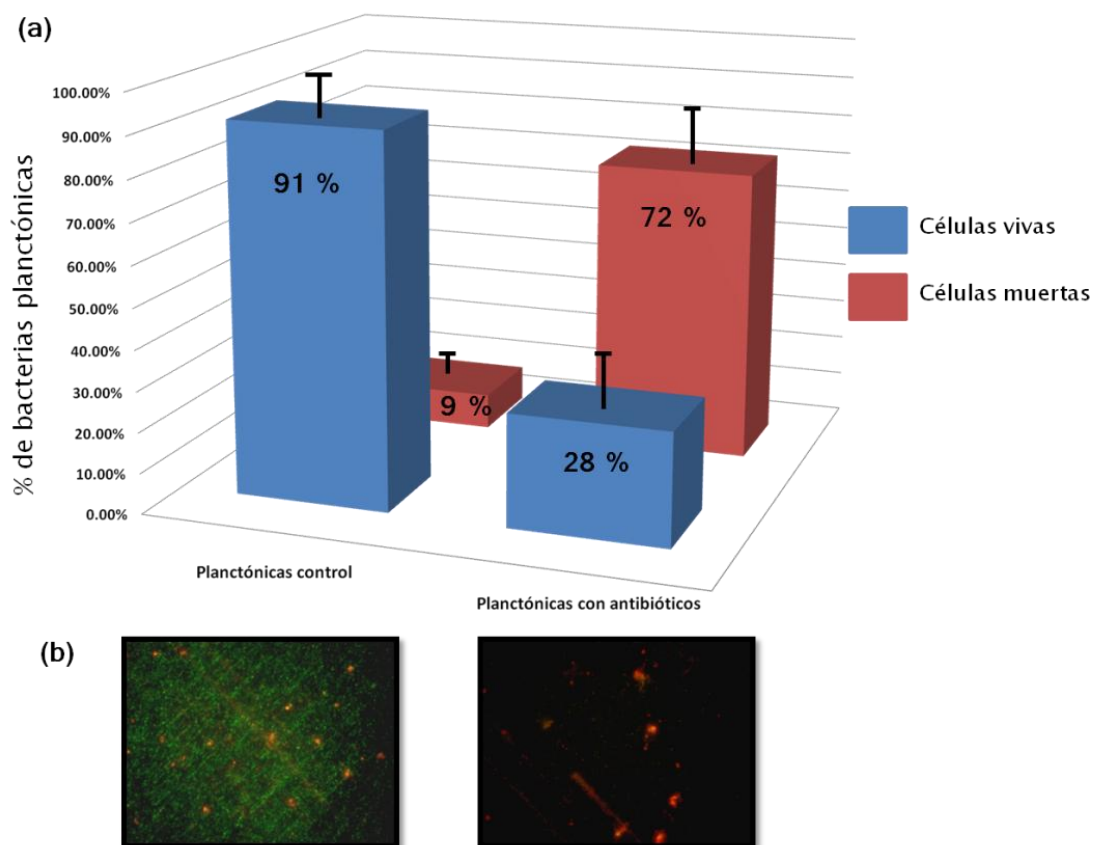 (a)
% de bacterias planctónicas
100.00%
90.00%
80.00%
70.00%
60.00%
50.00%
40.00%
30.00%
20.00%
10.00%
0.00%
91 %
9 %
28 %
72 %
Células vivas
Células muertas
Planctónicas control
Planctónicas con antibióticos
(b)